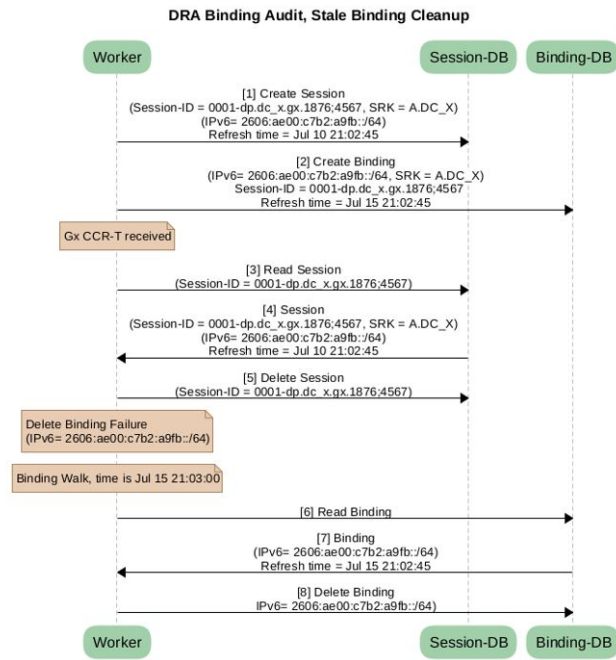 DRA Binding Audit, Stale Binding Cleanup
Worker
Session-DB
Binding-DB
[1] Create Session
(Session-ID = 0001-dp.dc_x.gx.1876;4567, SRK = A.DC_X)
(IPv6= 2606:ae00:c7b2:a9fb::/64)
Refresh time = Jul 10 21:02:45
[2] Create Binding
(IPv6= 2606:ae00:c7b2:a9fb::/64, SRK = A.DC_X)
Session-ID = 0001-dp.dc_x.gx.1876;4567
Refresh time = Jul 15 21:02:45
Gx CCR-T received
[3] Read Session
(Session-ID = 0001-dp.dc_x.gx.1876;4567)
[4] Session
(Session-ID = 0001-dp.dc_x.gx.1876;4567, SRK = A.DC_X)
(IPv6= 2606:ae00:c7b2:a9fb::/64)
Refresh time = Jul 10 21:02:45
[5] Delete Session
(Session-ID = 0001-dp.dc_x.gx.1876;4567)
Delete Binding Failure
(IPv6= 2606:ae00:c7b2:a9fb::/64)
Binding Walk, time is Jul 15 21:03:00
[6] Read Binding
[7] Binding
(IPv6= 2606:ae00:c7b2:a9fb::/64)
Refresh time = Jul 15 21:02:45
[8] Delete Binding
IPv6= 2606:ae00:c7b2:a9fb::/64)
Worker
Session-DB
Binding-DB